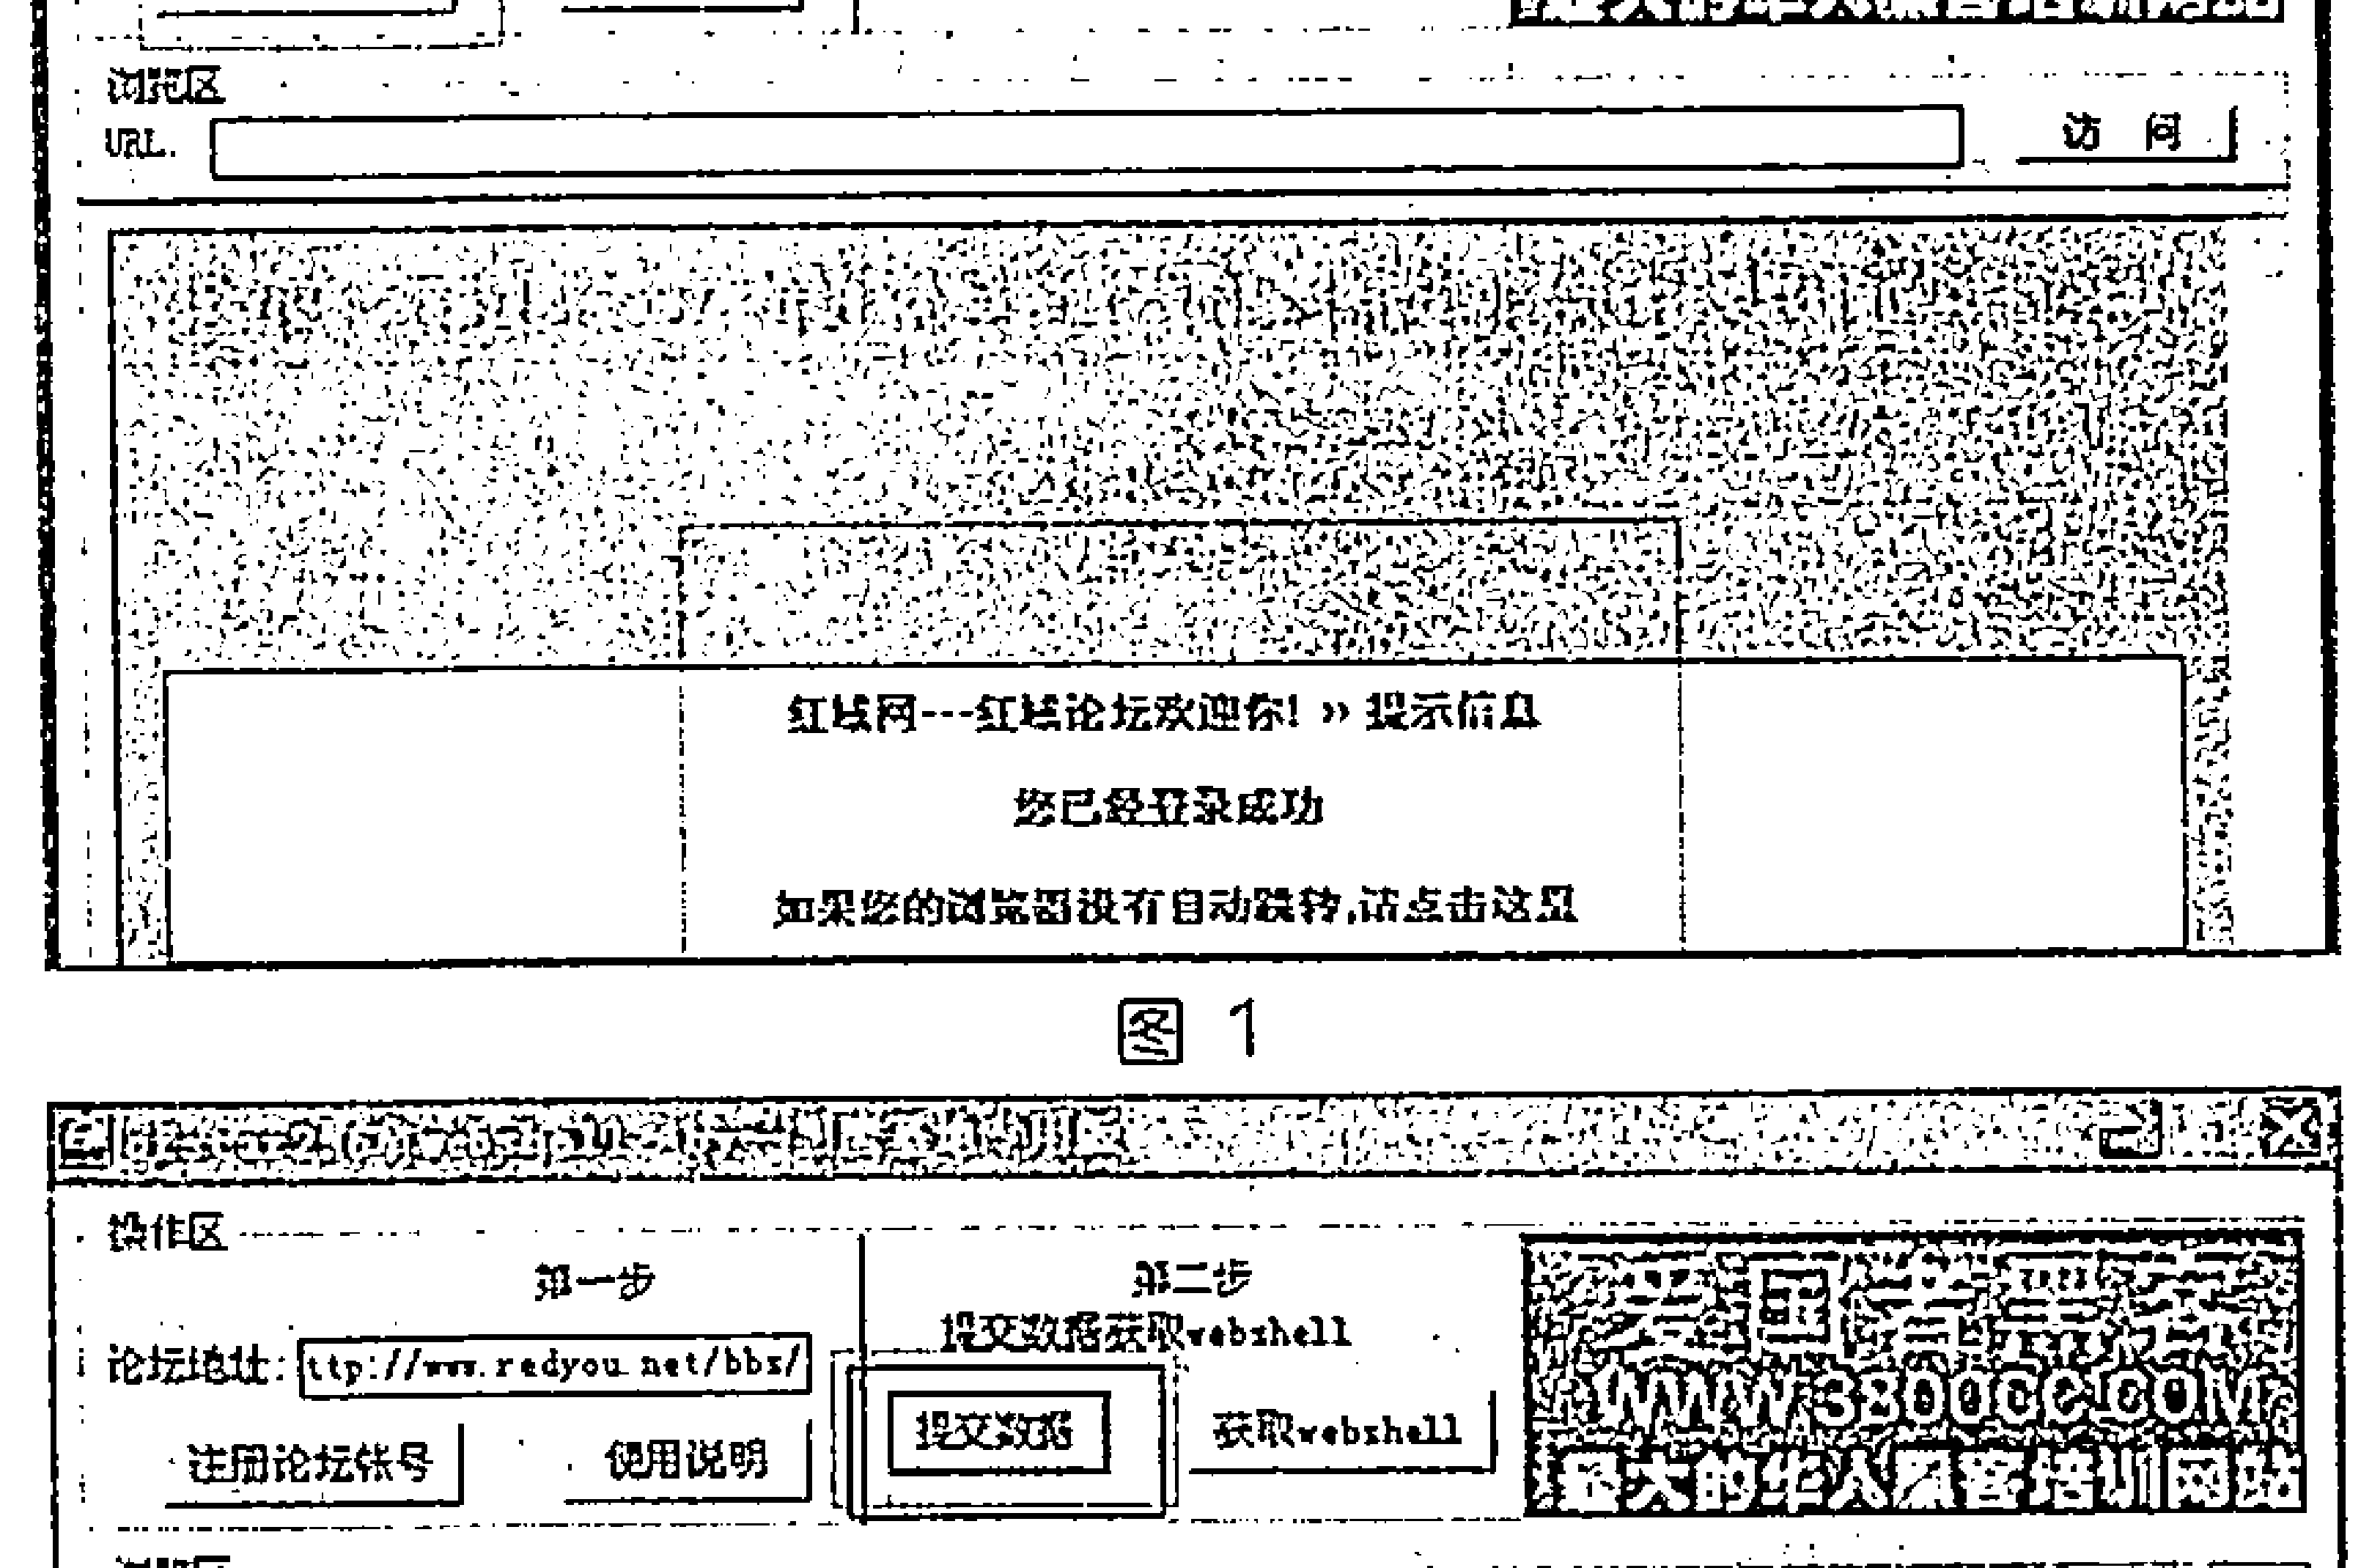 浏览区
URL.
访 问
红域网---红域论坛欢迎你! » 提示信息
您已经登录成功
如果您的浏览器没有自动跳转,请点击这里
图 1
操作区
第一步
第二步
提交数据获取webshell
论坛地址: ttp://www.redyou.net/bbs/
注册论坛帐号
使用说明
提交数据
获取webshell
WWW.3800CC.COM
最大的华人黑客培训网站
浏览区